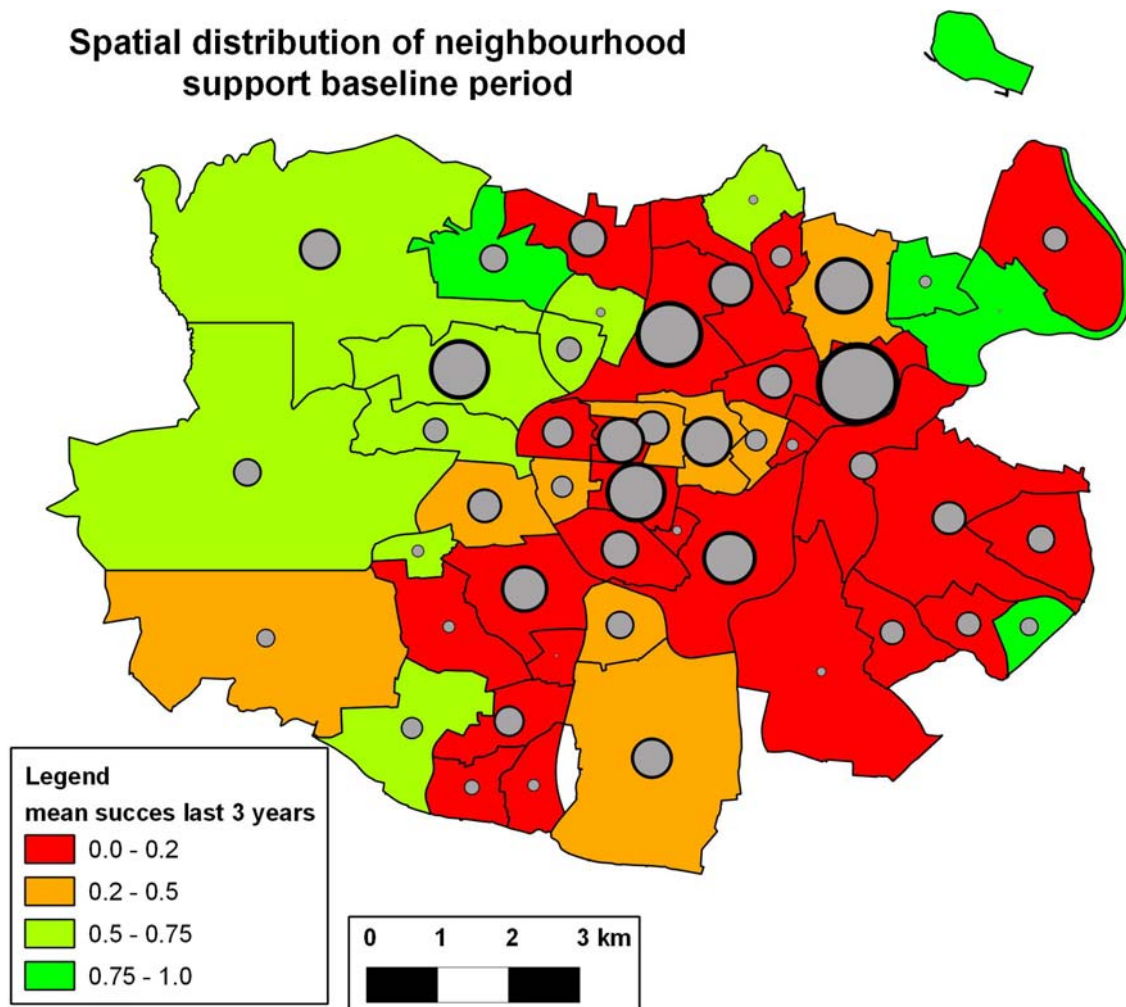 Spatial distribution of neighbourhood
support baseline period
Legend
mean succes last 3 years
0.0 - 0.2
0.2 - 0.5
0.5 - 0.75
0.75 - 1.0
0 1 2 3 km